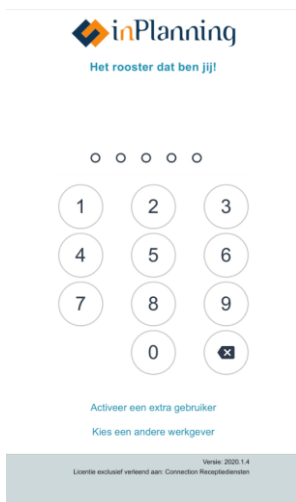 inPlanning
Het rooster dat ben jij!
1 2 3
4 5 6
7 8 9
0
Activeer een extra gebruiker
Kies een andere werkgever
Versie: 2020.1.4
Licentie exclusief verleend aan: Connection Receptiediensten